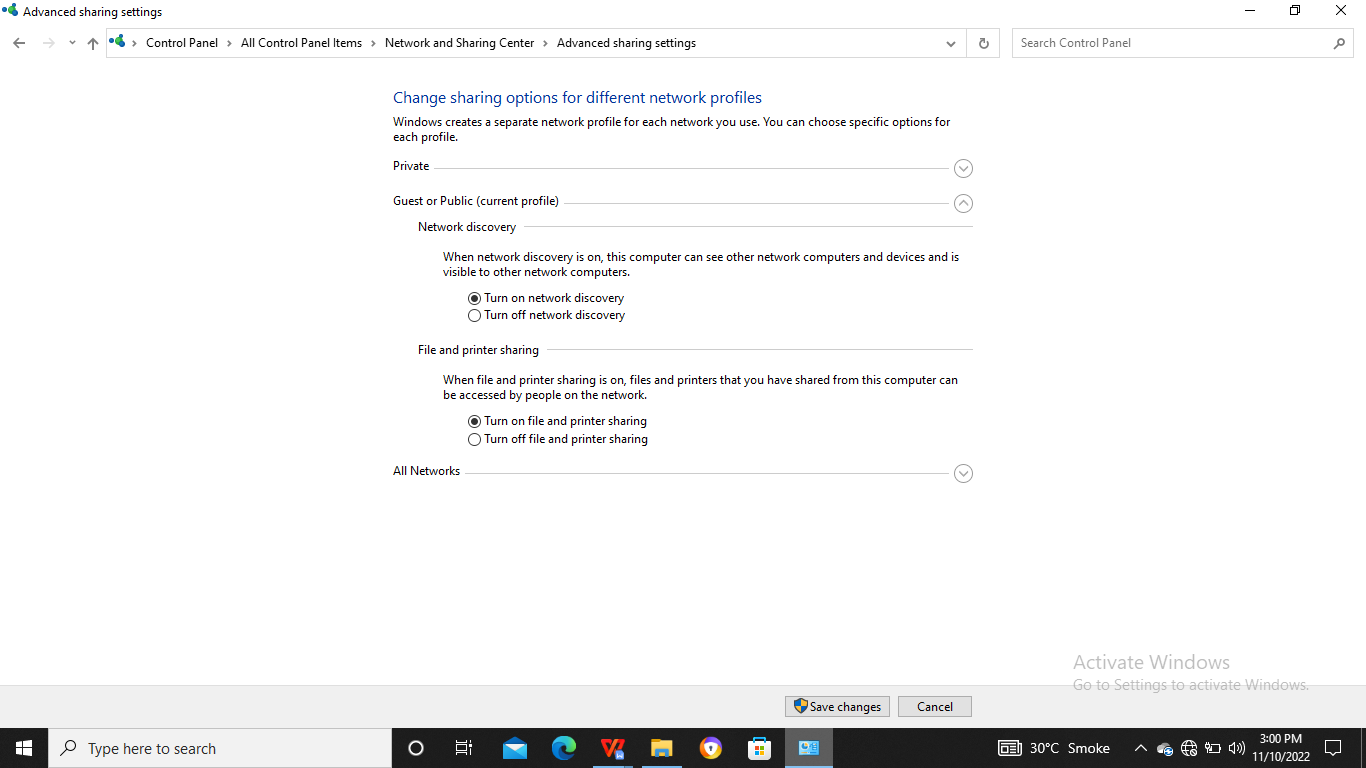 Advanced sharing settings
Control Panel › All Control Panel Items › Network and Sharing Center › Advanced sharing settings
Search Control Panel
Change sharing options for different network profiles
Windows creates a separate network profile for each network you use. You can choose specific options for
each profile.
Private
Guest or Public (current profile)
Network discovery
When network discovery is on, this computer can see other network computers and devices and is
visible to other network computers.
Turn on network discovery
Turn off network discovery
File and printer sharing
When file and printer sharing is on, files and printers that you have shared from this computer can
be accessed by people on the network.
Turn on file and printer sharing
Turn off file and printer sharing
All Networks
Activate Windows
Go to Settings to activate Windows.
Save changes
Cancel
Type here to search
30°C Smoke
3:00 PM
11/10/2022